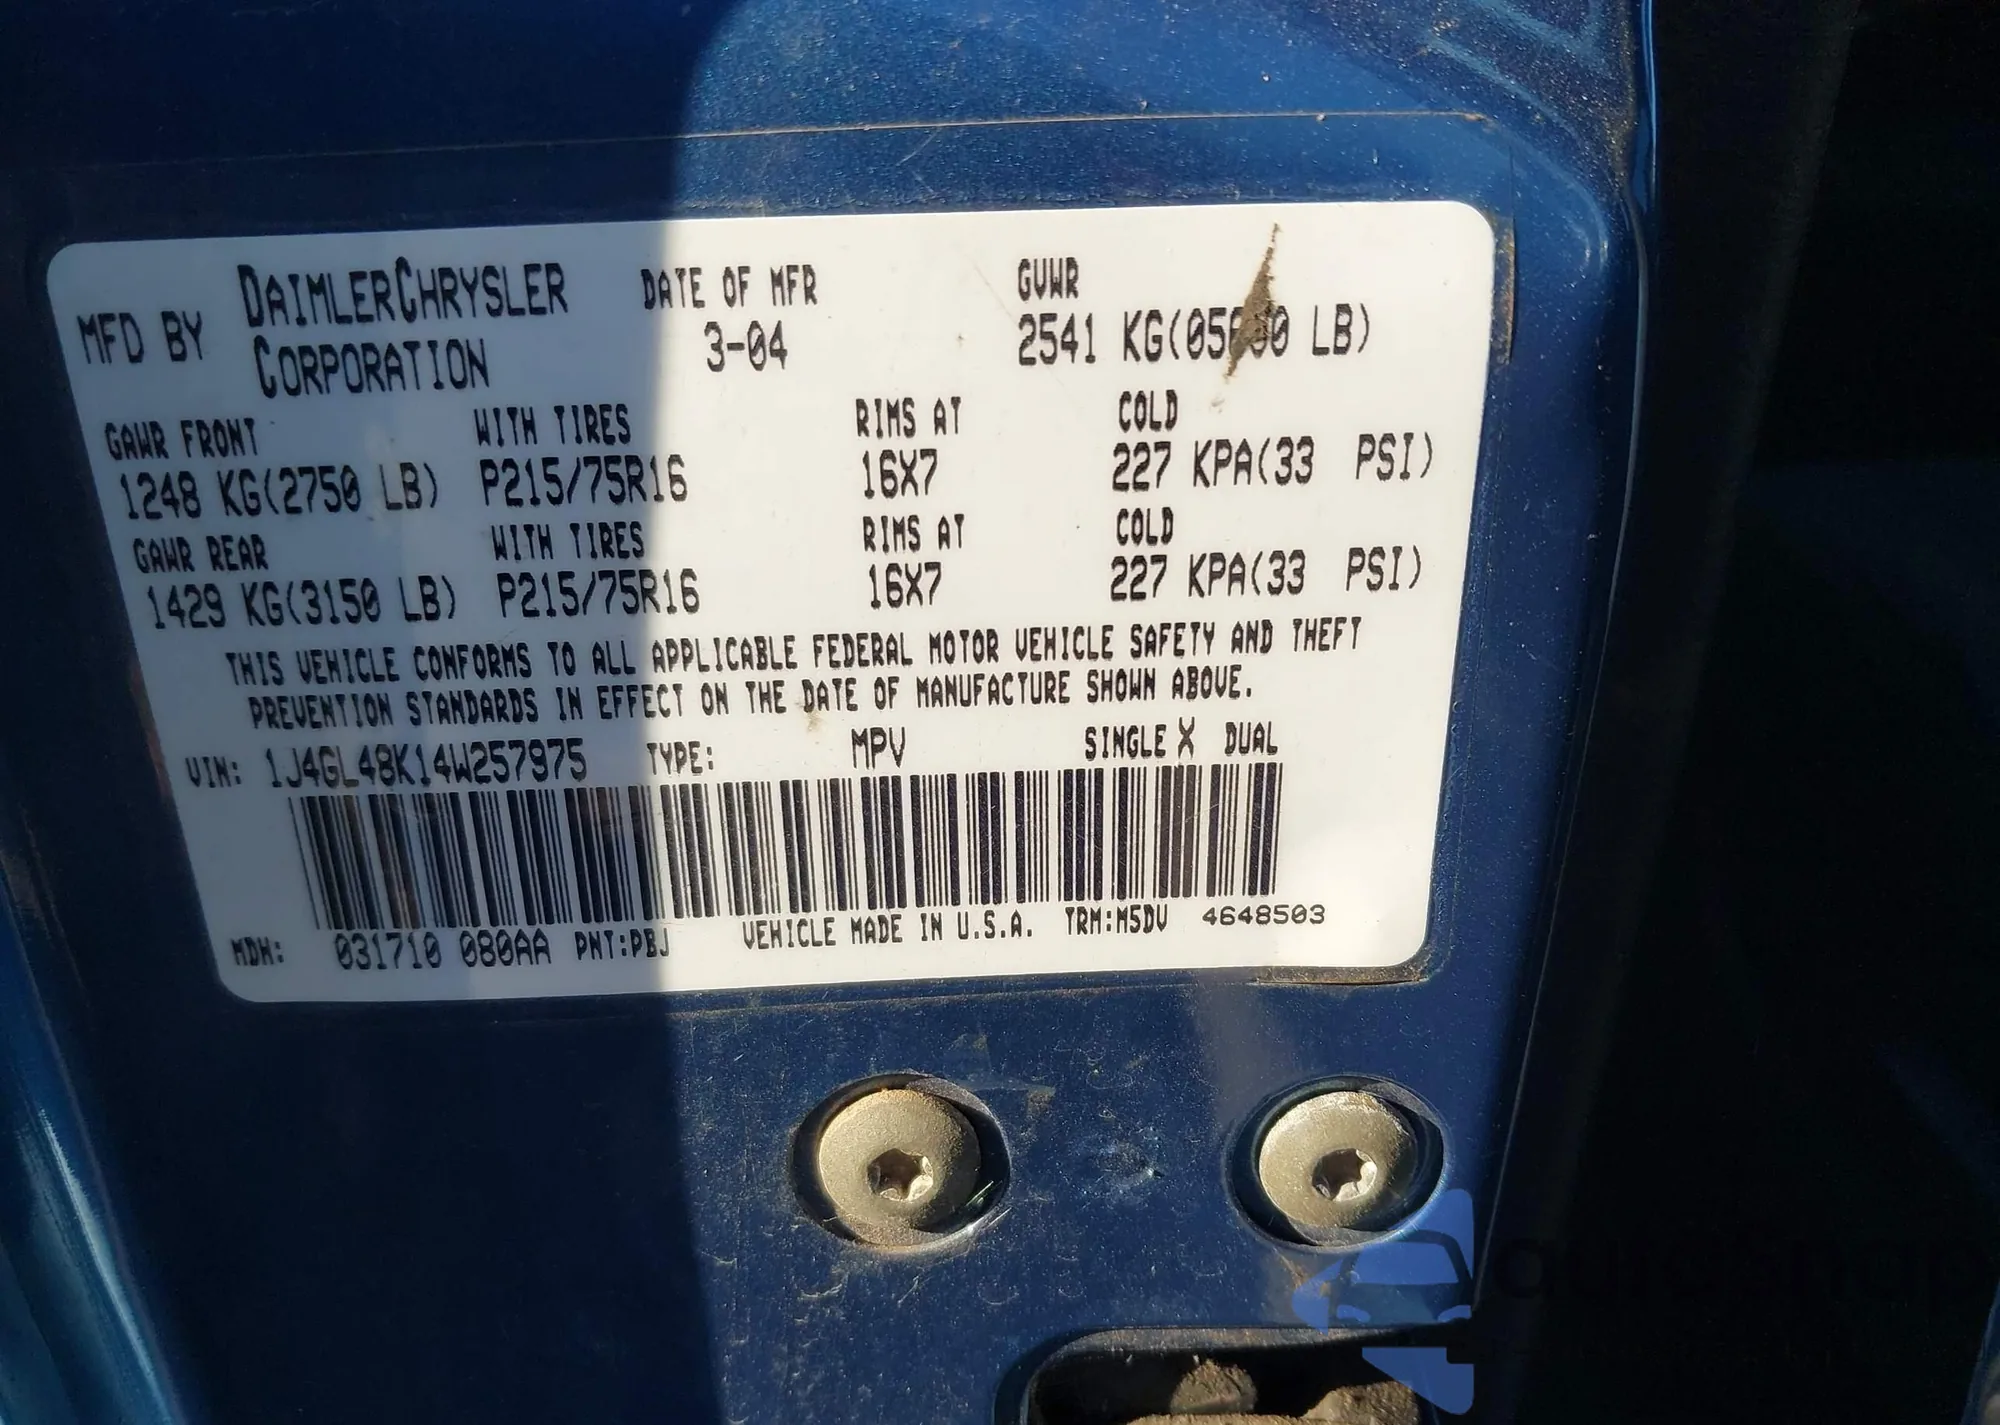 MFD BY DAIMLERCHRYSLER CORPORATION
DATE OF MFR
3-04
GVWR
2541 KG( LB)
GAWR FRONT WITH TIRES RIMS AT COLD
1248 KG(2750 LB) P215/75R16 16X7 227 KPA(33 PSI)
GAWR REAR WITH TIRES RIMS AT COLD
1429 KG(3150 LB) P215/75R16 16X7 227 KPA(33 PSI)
THIS VEHICLE CONFORMS TO ALL APPLICABLE FEDERAL MOTOR VEHICLE SAFETY AND THEFT
PREVENTION STANDARDS IN EFFECT ON THE DATE OF MANUFACTURE SHOWN ABOVE.
VIN: 1J4GL48K14W257975 TYPE: MPV SINGLE X DUAL
MDH: 031710 080AA PNT:PBJ VEHICLE MADE IN U.S.A. TRM:M5DV 4648503